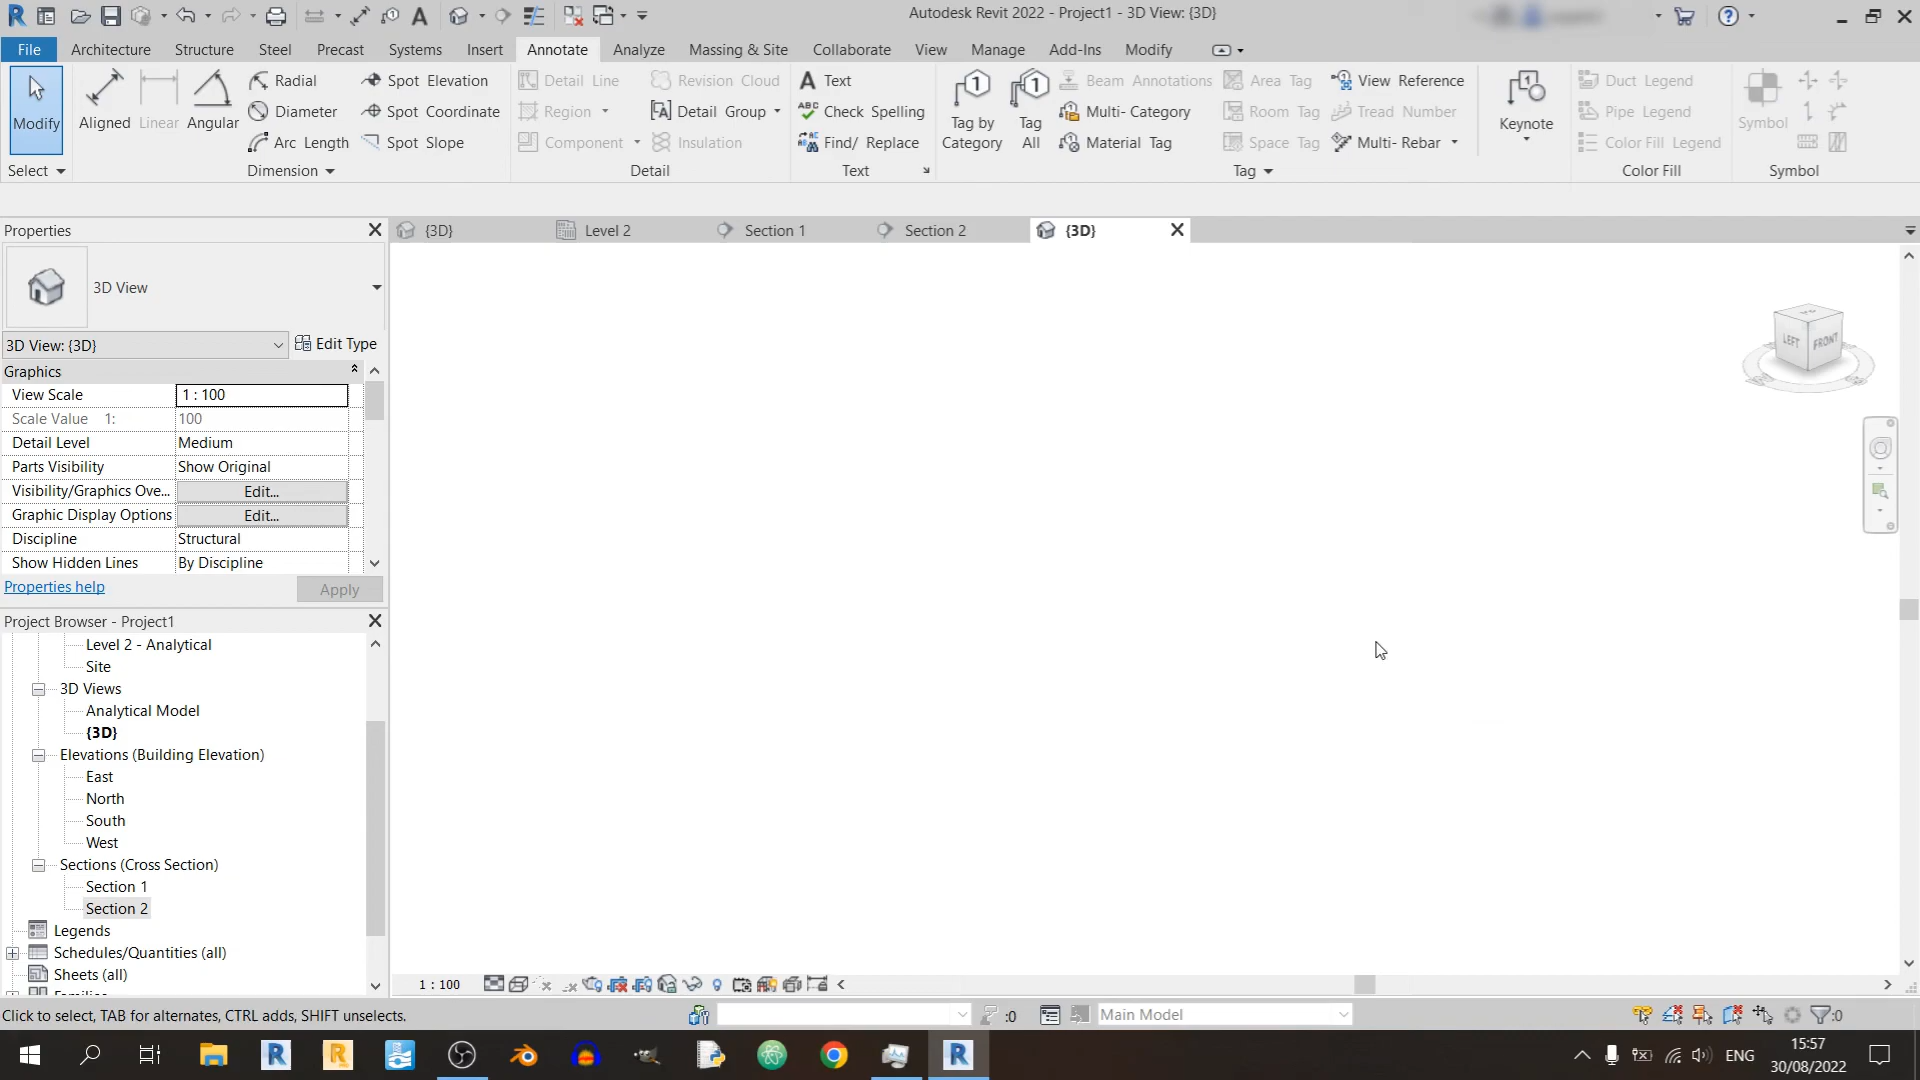 Autodesk Revit 2022 - Project1 - 3D View: {3D}
File Architecture Structure Steel Precast Systems Insert Annotate Analyze Massing & Site Collaborate View Manage Add-Ins Modify
Modify
Select
Aligned
Linear
Angular
Radial
Diameter
Arc Length
Spot Elevation
Spot Coordinate
Spot Slope
Dimension
Detail Line
Region
Component
Revision Cloud
Detail Group
Insulation
Detail
Text
Check Spelling
Find/ Replace
Text
Tag by
Category
Tag
All
Beam Annotations
Multi- Category
Material Tag
Area Tag
Room Tag
Space Tag
View Reference
Tread Number
Multi- Rebar
Tag
Keynote
Duct Legend
Pipe Legend
Color Fill Legend
Color Fill
Symbol
Symbol
Properties
{3D} Level 2 Section 1 Section 2 {3D}
3D View
3D View: {3D} Edit Type
Graphics
View Scale 1 : 100
Scale Value 1: 100
Detail Level Medium
Parts Visibility Show Original
Visibility/Graphics Ove... Edit...
Graphic Display Options Edit...
Discipline Structural
Show Hidden Lines By Discipline
Properties help Apply
LEFT FRONT
Project Browser - Project1
Level 2 - Analytical
Site
3D Views
Analytical Model
{3D}
Elevations (Building Elevation)
East
North
South
West
Sections (Cross Section)
Section 1
Section 2
Legends
Schedules/Quantities (all)
Sheets (all)
1 : 100
Click to select, TAB for alternates, CTRL adds, SHIFT unselects.
:0
Main Model
:0
ENG
15:57
30/08/2022